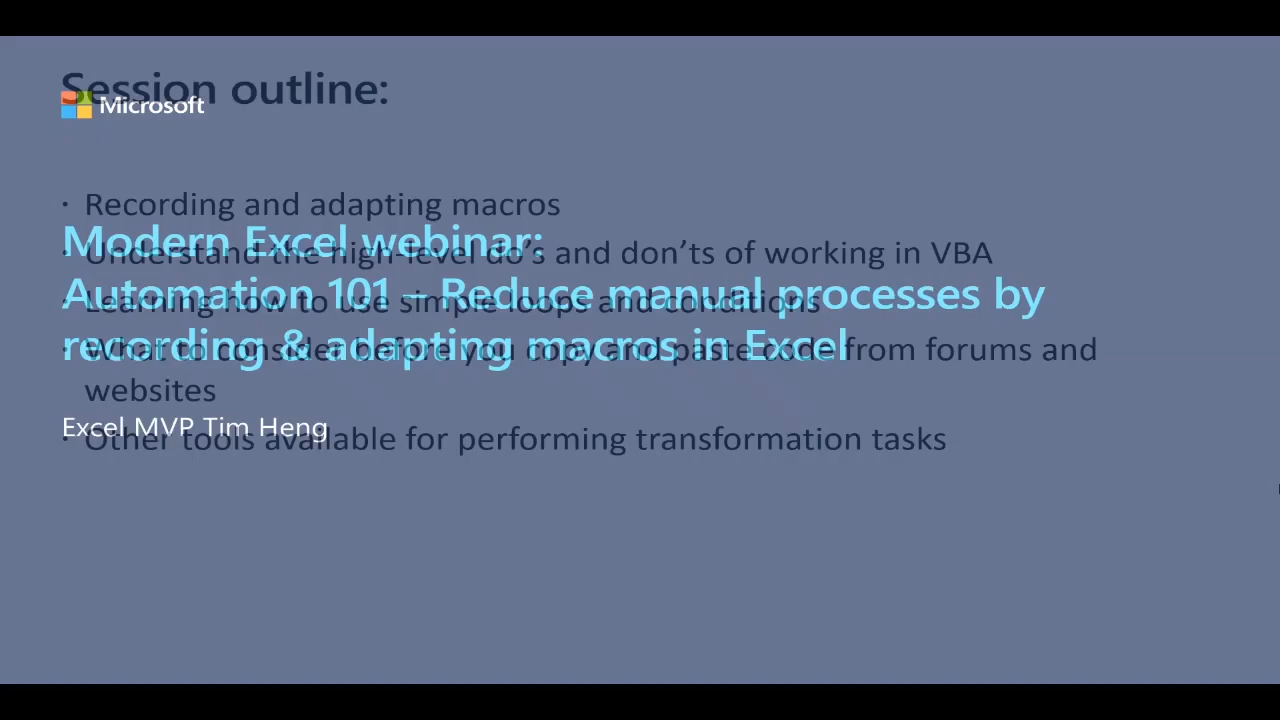 Session outline:
Microsoft
· Recording and adapting macros
Modern Excel webinar:
· Understand the high-level do's and don'ts of working in VBA
Automation 101 – Reduce manual processes by
· Learning how to use simple loops and conditions
recording & adapting macros in Excel
· What to consider before you copy and paste code from forums and
websites
Excel MVP Tim Heng
· Other tools available for performing transformation tasks